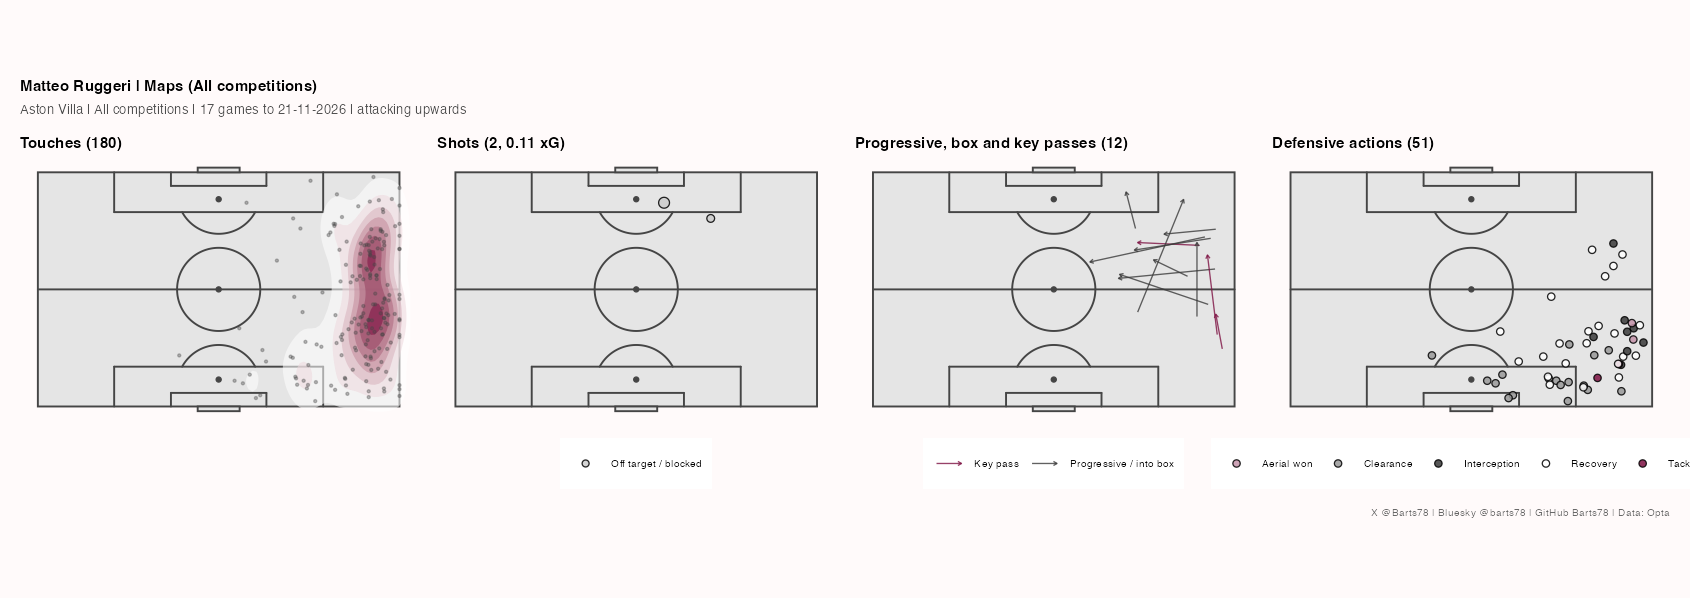 Matteo Ruggeri | Maps (All competitions)
Aston Villa | All competitions | 17 games to 21-11-2026 | attacking upwards
Touches (180)
Shots (2, 0.11 xG)
Progressive, box and key passes (12)
Defensive actions (51)
Off target / blocked
Key pass
Progressive / into box
Aerial won
Clearance
Interception
Recovery
Tack
X @Barts78 | Bluesky @barts78 | GitHub Barts78 | Data: Opta